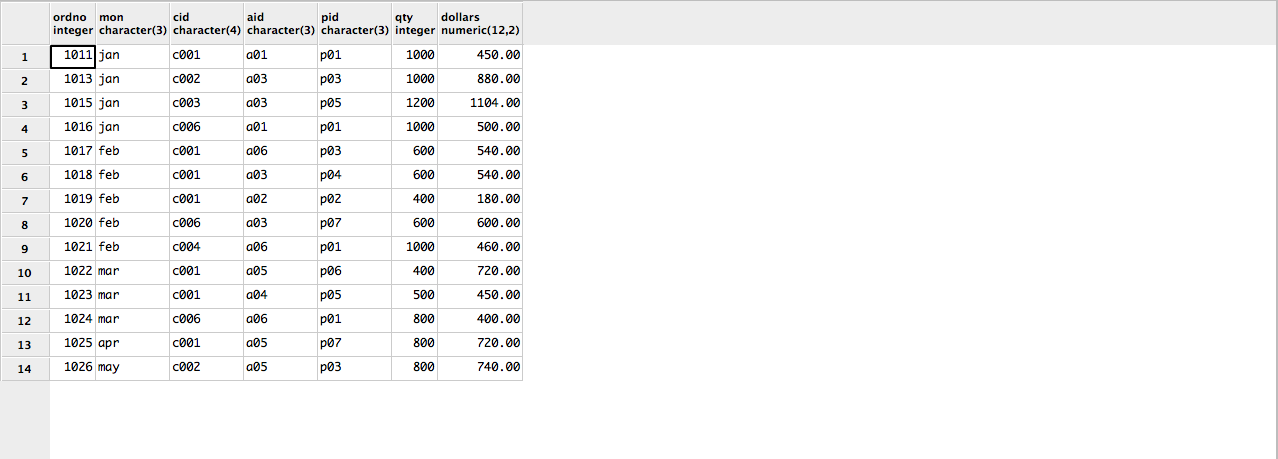 ordno mon cid aid pid qty dollars
integer character(3) character(4) character(3) character(3) integer numeric(12,2)
1 1011 jan c001 a01 p01 1000 450.00
2 1013 jan c002 a03 p03 1000 880.00
3 1015 jan c003 a03 p05 1200 1104.00
4 1016 jan c006 a01 p01 1000 500.00
5 1017 feb c001 a06 p03 600 540.00
6 1018 feb c001 a03 p04 600 540.00
7 1019 feb c001 a02 p02 400 180.00
8 1020 feb c006 a03 p07 600 600.00
9 1021 feb c004 a06 p01 1000 460.00
10 1022 mar c001 a05 p06 400 720.00
11 1023 mar c001 a04 p05 500 450.00
12 1024 mar c006 a06 p01 800 400.00
13 1025 apr c001 a05 p07 800 720.00
14 1026 may c002 a05 p03 800 740.00